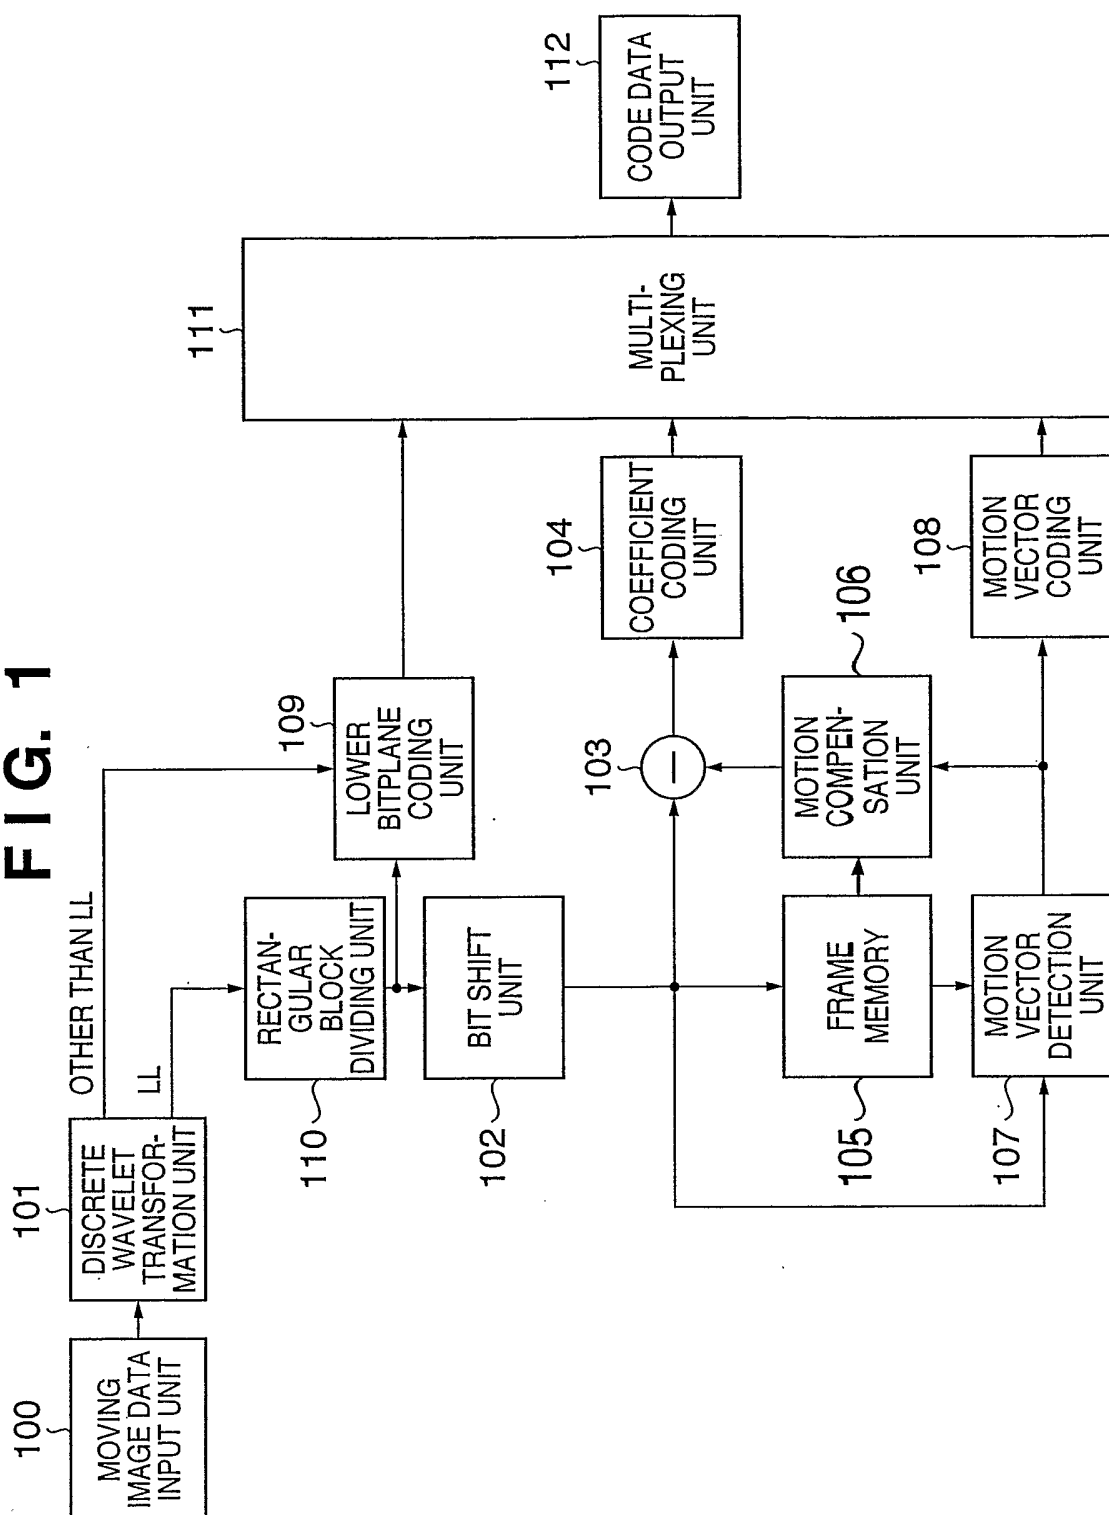 FIG. 1
100
MOVING
IMAGE DATA
INPUT UNIT
101
DISCRETE
WAVELET
TRANSFOR-
MATION UNIT
OTHER THAN LL
LL
110
RECTAN-
GULAR
BLOCK
DIVIDING UNIT
109
LOWER
BITPLANE
CODING
UNIT
102
BIT SHIFT
UNIT
103
−
104
COEFFICIENT
CODING
UNIT
105
FRAME
MEMORY
106
MOTION
COMPEN-
SATION
UNIT
107
MOTION
VECTOR
DETECTION
UNIT
108
MOTION
VECTOR
CODING
UNIT
111
MULTI-
PLEXING
UNIT
112
CODE DATA
OUTPUT
UNIT